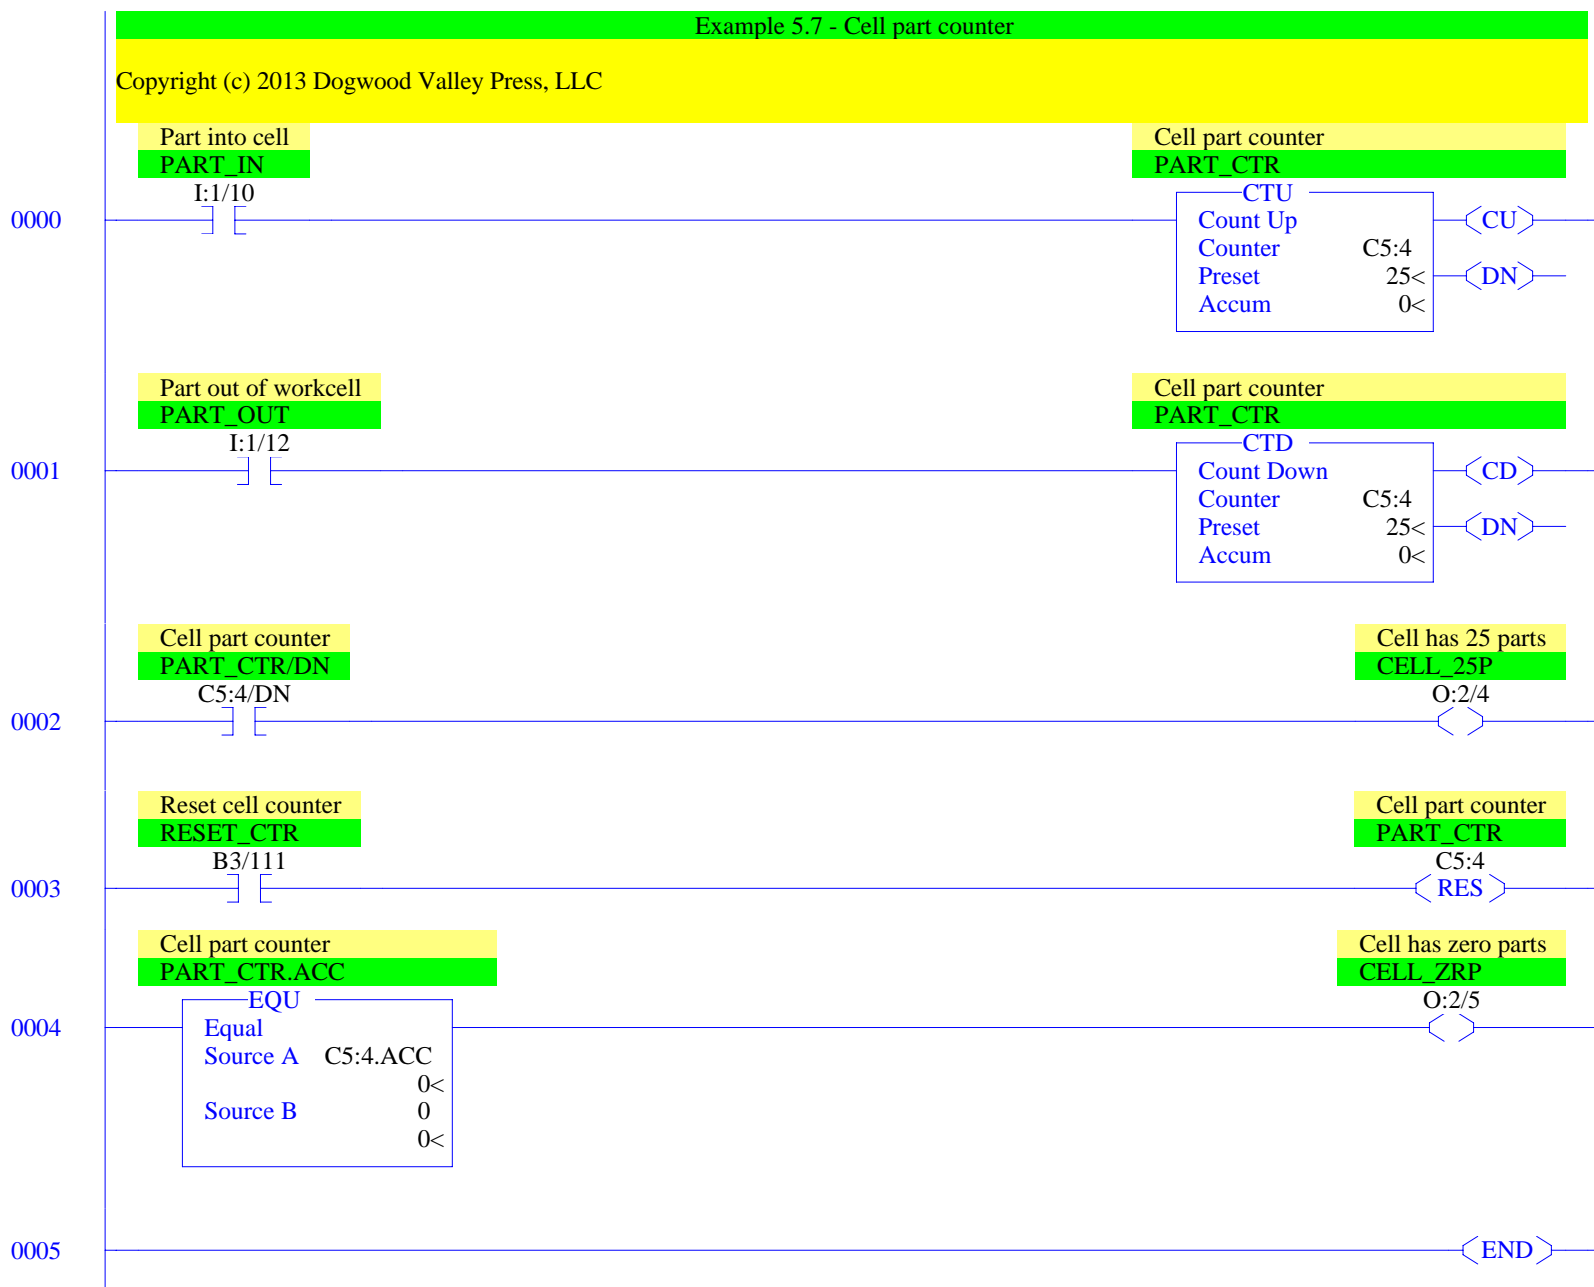 Example 5.7 - Cell part counter
Copyright (c) 2013 Dogwood Valley Press, LLC
Part into cell
PART_IN
I:1/10
0000
Cell part counter
PART_CTR
CTU
Count Up
Counter C5:4
Preset 25<
Accum 0<
CU
DN
Part out of workcell
PART_OUT
I:1/12
0001
Cell part counter
PART_CTR
CTD
Count Down
Counter C5:4
Preset 25<
Accum 0<
CD
DN
Cell part counter
PART_CTR/DN
C5:4/DN
0002
Cell has 25 parts
CELL_25P
O:2/4
Reset cell counter
RESET_CTR
B3/111
0003
Cell part counter
PART_CTR
C5:4
RES
Cell part counter
PART_CTR.ACC
EQU
0004
Equal
Source A C5:4.ACC
0<
Source B 0
0<
Cell has zero parts
CELL_ZRP
O:2/5
0005
END